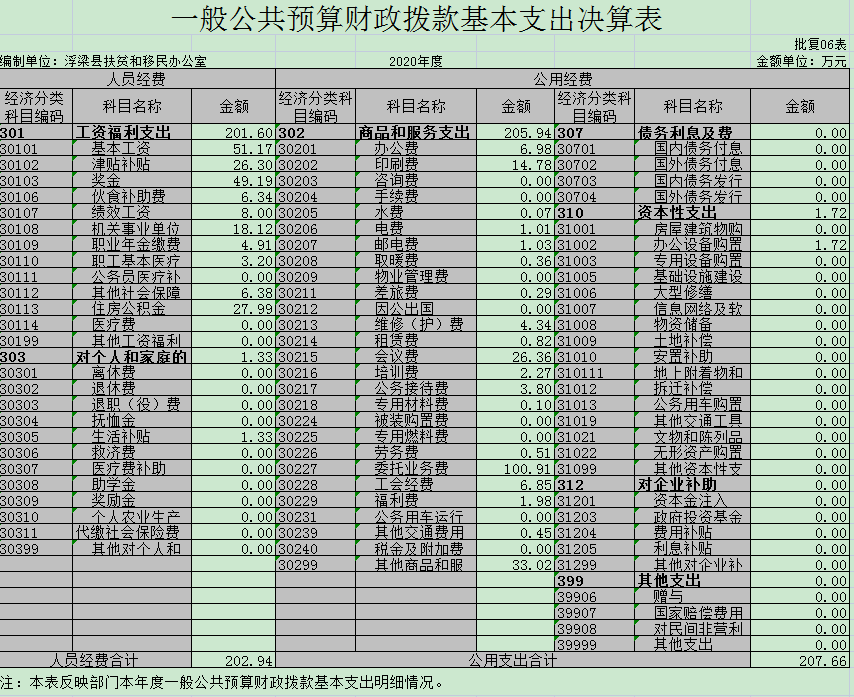 一般公共预算财政拨款基本支出决算表
批复06表
编制单位：浮梁县扶贫和移民办公室 2020年度 金额单位：万元
人员经费 公用经费
经济分类科目编码 科目名称 金额 经济分类科目编码 科目名称 金额 经济分类科目编码 科目名称 金额
301 工资福利支出 201.60 302 商品和服务支出 205.94 307 债务利息及费 0.00
30101 基本工资 51.17 30201 办公费 6.98 30701 国内债务付息 0.00
30102 津贴补贴 26.30 30202 印刷费 14.78 30702 国外债务付息 0.00
30103 奖金 49.19 30203 咨询费 0.00 30703 国内债务发行 0.00
30106 伙食补助费 6.34 30204 手续费 0.00 30704 国外债务发行 0.00
30107 绩效工资 8.00 30205 水费 0.07 310 资本性支出 1.72
30108 机关事业单位 18.12 30206 电费 1.01 31001 房屋建筑物购 0.00
30109 职业年金缴费 4.91 30207 邮电费 1.03 31002 办公设备购置 1.72
30110 职工基本医疗 3.20 30208 取暖费 0.36 31003 专用设备购置 0.00
30111 公务员医疗补 0.00 30209 物业管理费 0.00 31005 基础设施建设 0.00
30112 其他社会保障 6.38 30211 差旅费 0.29 31006 大型修缮 0.00
30113 住房公积金 27.99 30212 因公出国 0.00 31007 信息网络及软 0.00
30114 医疗费 0.00 30213 维修（护）费 4.34 31008 物资储备 0.00
30199 其他工资福利 0.00 30214 租赁费 0.82 31009 土地补偿 0.00
303 对个人和家庭的 1.33 30215 会议费 26.36 31010 安置补助 0.00
30301 离休费 0.00 30216 培训费 2.27 310111 地上附着物和 0.00
30302 退休费 0.00 30217 公务接待费 3.80 31012 拆迁补偿 0.00
30303 退职（役）费 0.00 30218 专用材料费 0.10 31013 公务用车购置 0.00
30304 抚恤金 0.00 30224 被装购置费 0.00 31019 其他交通工具 0.00
30305 生活补贴 1.33 30225 专用燃料费 0.00 31021 文物和陈列品 0.00
30306 救济费 0.00 30226 劳务费 0.51 31022 无形资产购置 0.00
30307 医疗费补助 0.00 30227 委托业务费 100.91 31099 其他资本性支 0.00
30308 助学金 0.00 30228 工会经费 6.85 312 对企业补助 0.00
30309 奖励金 0.00 30229 福利费 1.98 31201 资本金注入 0.00
30310 个人农业生产 0.00 30231 公务用车运行 0.00 31203 政府投资基金 0.00
30311 代缴社会保险费 0.00 30239 其他交通费用 0.45 31204 费用补贴 0.00
30399 其他对个人和 0.00 30240 税金及附加费 0.00 31205 利息补贴 0.00
30299 其他商品和服 33.02 31299 其他对企业补 0.00
399 其他支出 0.00
39906 赠与 0.00
39907 国家赔偿费用 0.00
39908 对民间非营利 0.00
39999 其他支出 0.00
人员经费合计 202.94 公用支出合计 207.66
注：本表反映部门本年度一般公共预算财政拨款基本支出明细情况。